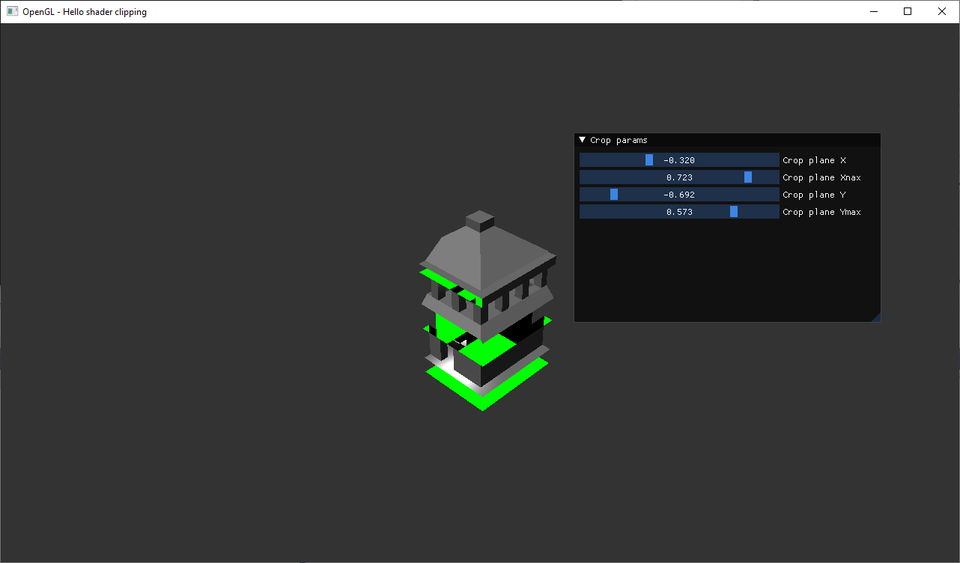 OpenGL - Hello shader clipping
Crop params
-0.320 Crop plane X
0.723 Crop plane Xnax
-0.692 Crop plane Y
0.573 Crop plane Ymax